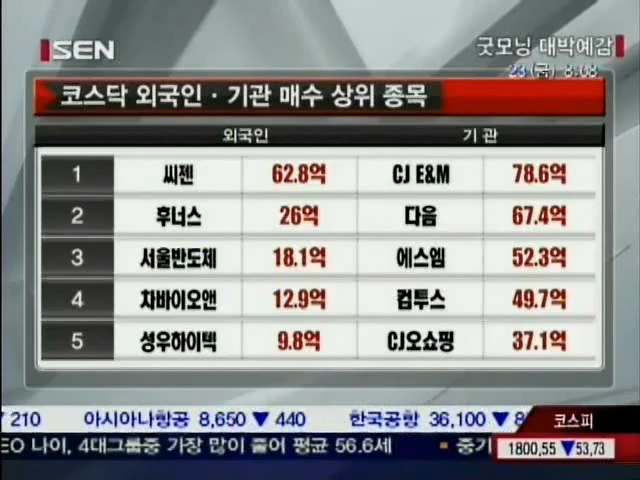 SEN
굿모닝 대박예감
8:08
코스닥 외국인 · 기관 매수 상위 종목
외국인 기관
1 씨젠 62.8억 CJ E&M 78.6억
2 후너스 26억 다음 67.4억
3 서울반도체 18.1억 에스엠 52.3억
4 차바이오앤 12.9억 컴투스 49.7억
5 성우하이텍 9.8억 CJ오쇼핑 37.1억
210 아시아나항공 8,650 ▼ 440 한국공항 36,100 ▼ 코스피
EO 나이, 4대그룹중 가장 많이 줄어 평균 56.6세 ▪ 중기 1800,55 ▼53,73